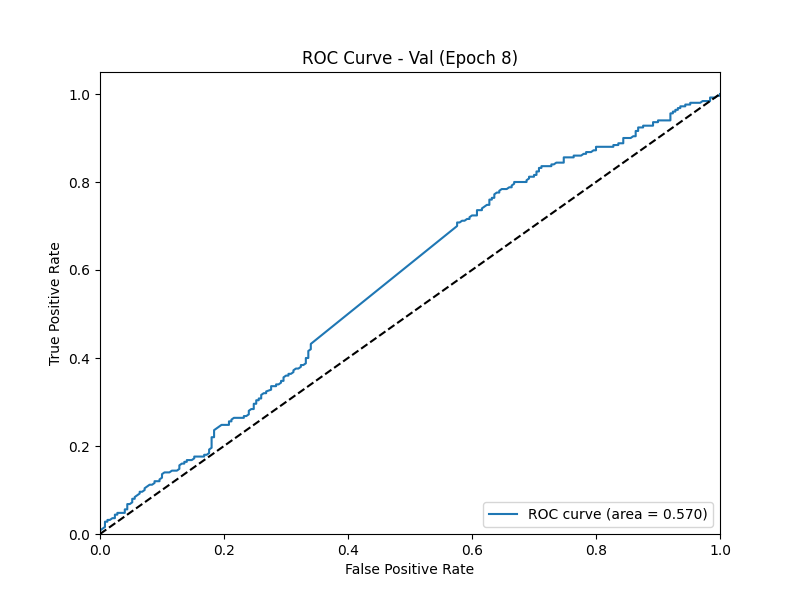 ROC Curve - Val (Epoch 8)
True Positive Rate
1.0
0.8
0.6
0.4
0.2
0.0
0.0 0.2 0.4 0.6 0.8 1.0
False Positive Rate
ROC curve (area = 0.570)